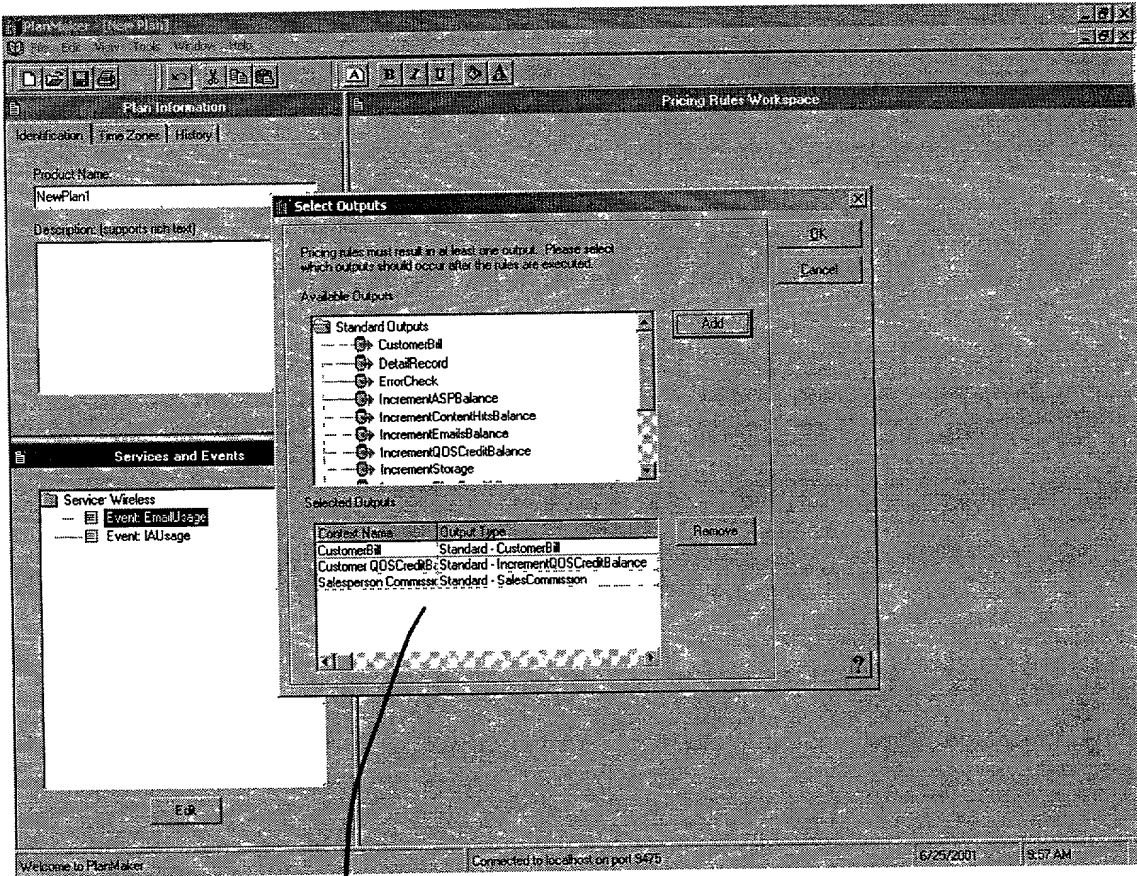 PlanMaker - [New Plan]
File Edit View Tools Window Help
A B I U A
Plan Information
Pricing Rules Workspace
Identification Time Zones History
Product Name:
NewPlan1
Description: (supports rich text)
Services and Events
Service: Wireless
Event: EmailUsage
Event: IAUsage
Edit
Select Outputs
Pricing rules must result in at least one output. Please select
which outputs should occur after the rules are executed.
OK
Cancel
Available Outputs
Standard Outputs
CustomerBill
DetailRecord
ErrorCheck
IncrementASPBalance
IncrementContentHitsBalance
IncrementEmailsBalance
IncrementQOSCreditBalance
IncrementStorage
Add
Selected Outputs
Context Name Output Type
CustomerBill Standard - CustomerBill
Customer QOSCreditBa Standard - IncrementQOSCreditBalance
Salesperson Commissi Standard - SalesCommission
Remove
?
Welcome to PlanMaker
Connected to localhost on port 9475
6/25/2001
9:57 AM